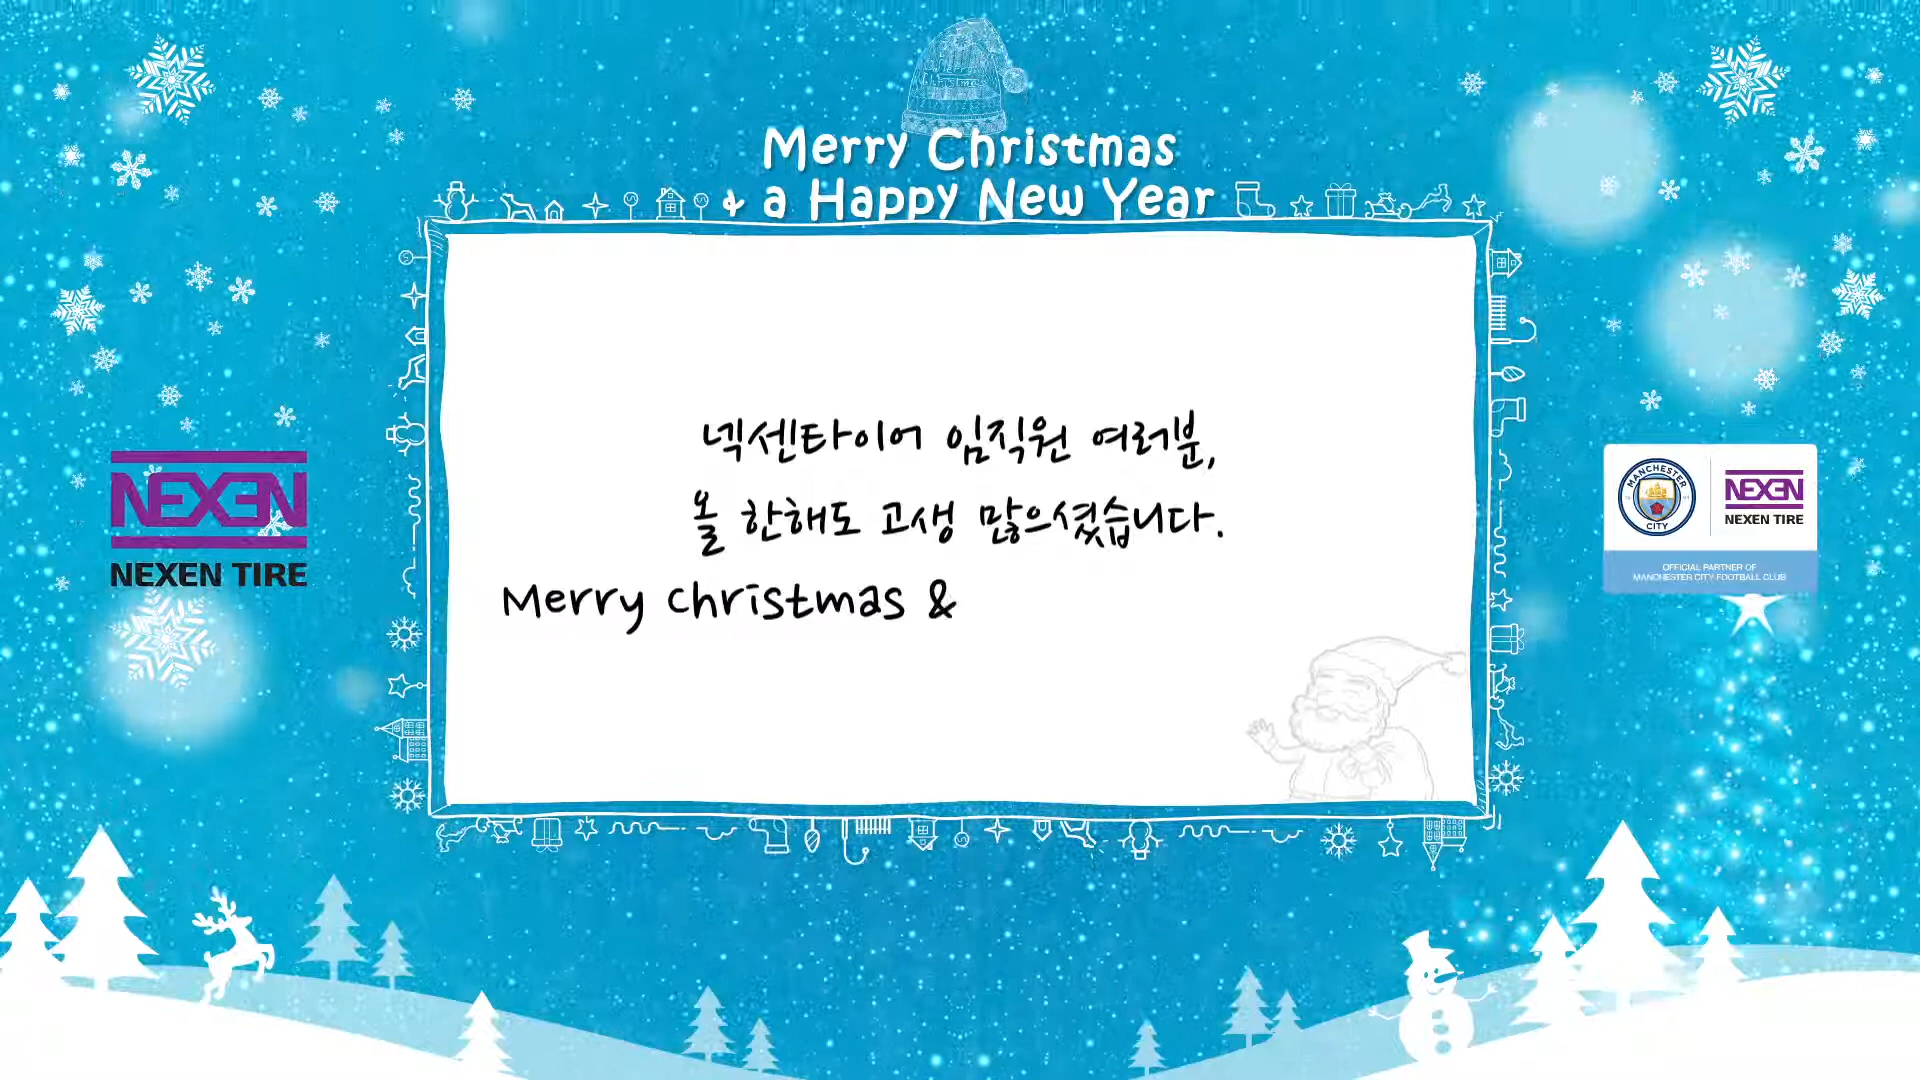 Merry Christmas
& a Happy New Year
넥센타이어 임직원 여러분,
올 한해도 고생 많으셨습니다.
Merry Christmas &
NEXEN
NEXEN TIRE
MANCHESTER
CITY
NEXEN
NEXEN TIRE
OFFICIAL PARTNER OF
MANCHESTER CITY FOOTBALL CLUB